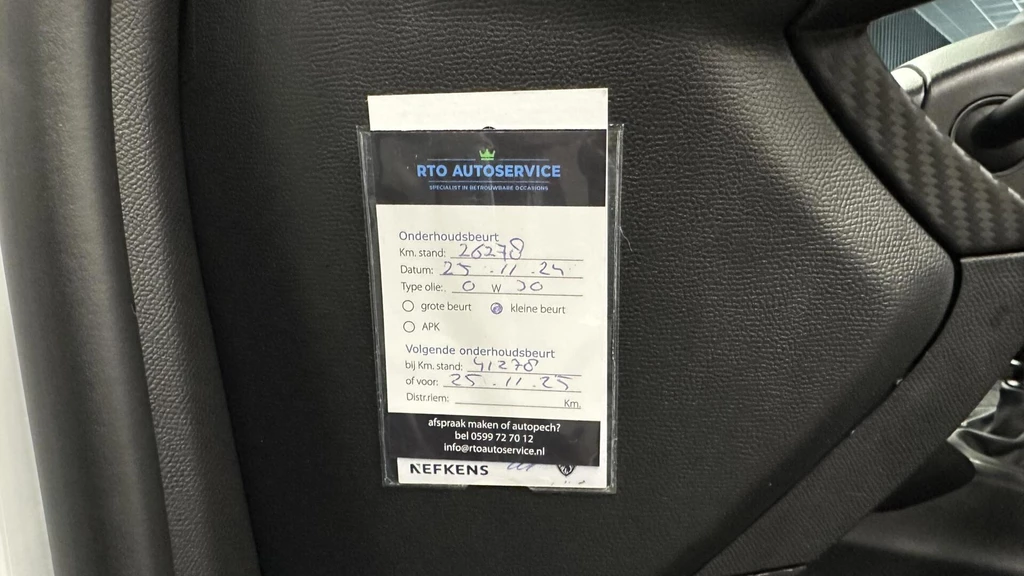 RTO AUTOSERVICE
SPECIALIST IN BETROUWBARE OCCASIONS
Onderhoudsbeurt
Km. stand: 26278
Datum: 25 - 11 - 24
Type olie: 0 W 30
grote beurt kleine beurt
APK
Volgende onderhoudsbeurt
bij Km. stand: 41278
of voor: 25 - 11 - 25
Distr.riem: Km.
afspraak maken of autopech?
bel 0599 72 70 12
info@rtoautoservice.nl
NEFKENS